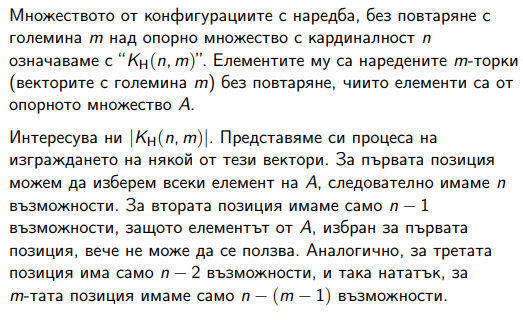 Множеството от конфигурациите с наредба, без повтаряне с
големина m над опорно множество с кардиналност n
означаваме с “K_Н(n, m)”. Елементите му са наредените m-торки
(векторите с големина m) без повтаряне, чиито елементи са от
опорното множество A.
Интересува ни |K_Н(n, m)|. Представяме си процеса на
изграждането на някой от тези вектори. За първата позиция
можем да изберем всеки елемент на A, следователно имаме n
възможности. За втората позиция имаме само n − 1
възможности, защото елементът от A, избран за първата
позиция, вече не може да се ползва. Аналогично, за третата
позиция има само n − 2 възможности, и така нататък, за
m-тата позиция имаме само n − (m − 1) възможности.